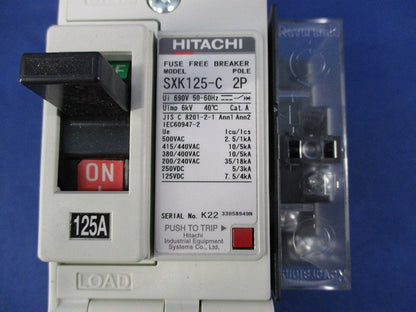 HITACHI
FUSE FREE BREAKER
MODEL POLE
SXK125-C 2P
Ui 690V 50-60Hz
Uimp 6kV 40℃ Cat. A
JIS C 8201-2-1 Ann1 Ann2
IEC60947-2
Ue Icu/Ics
500VAC 2.5/1kA
415/440VAC 10/5kA
380/400VAC 10/5kA
200/240VAC 35/18kA
250VDC 5/3kA
125VDC 7.5/4kA
SERIAL No. K22 33058949N
PUSH TO TRIP
Hitachi
Industrial Equipment
Systems Co., Ltd.
ON
125A
LOAD